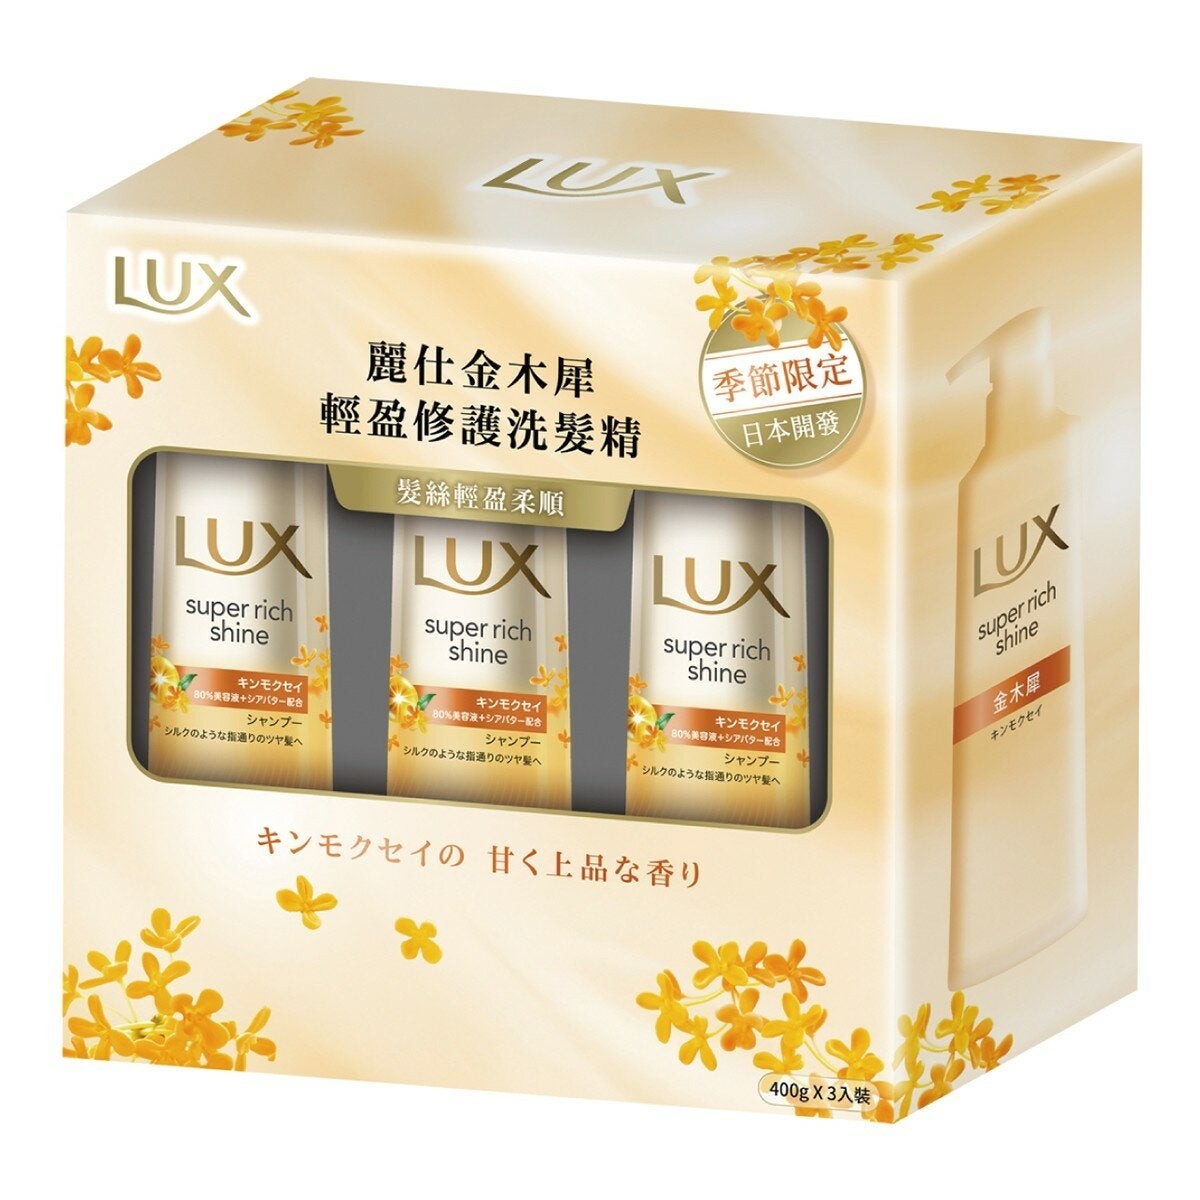 LUX
LUX
麗仕金木犀
輕盈修護洗髮精
季節限定
日本開發
髮絲輕盈柔順
LUX
super rich
shine
キンモクセイ
80%美容液+シアバター配合
シャンプー
シルクのような指通りのツヤ髪へ
LUX
super rich
shine
キンモクセイ
80%美容液+シアバター配合
シャンプー
シルクのような指通りのツヤ髪へ
LUX
super rich
shine
キンモクセイ
80%美容液+シアバター配合
シャンプー
シルクのような指通りのツヤ髪へ
LUX
super rich
shine
金木犀
キンモクセイ
キンモクセイの 甘く上品な香り
400g X 3入裝